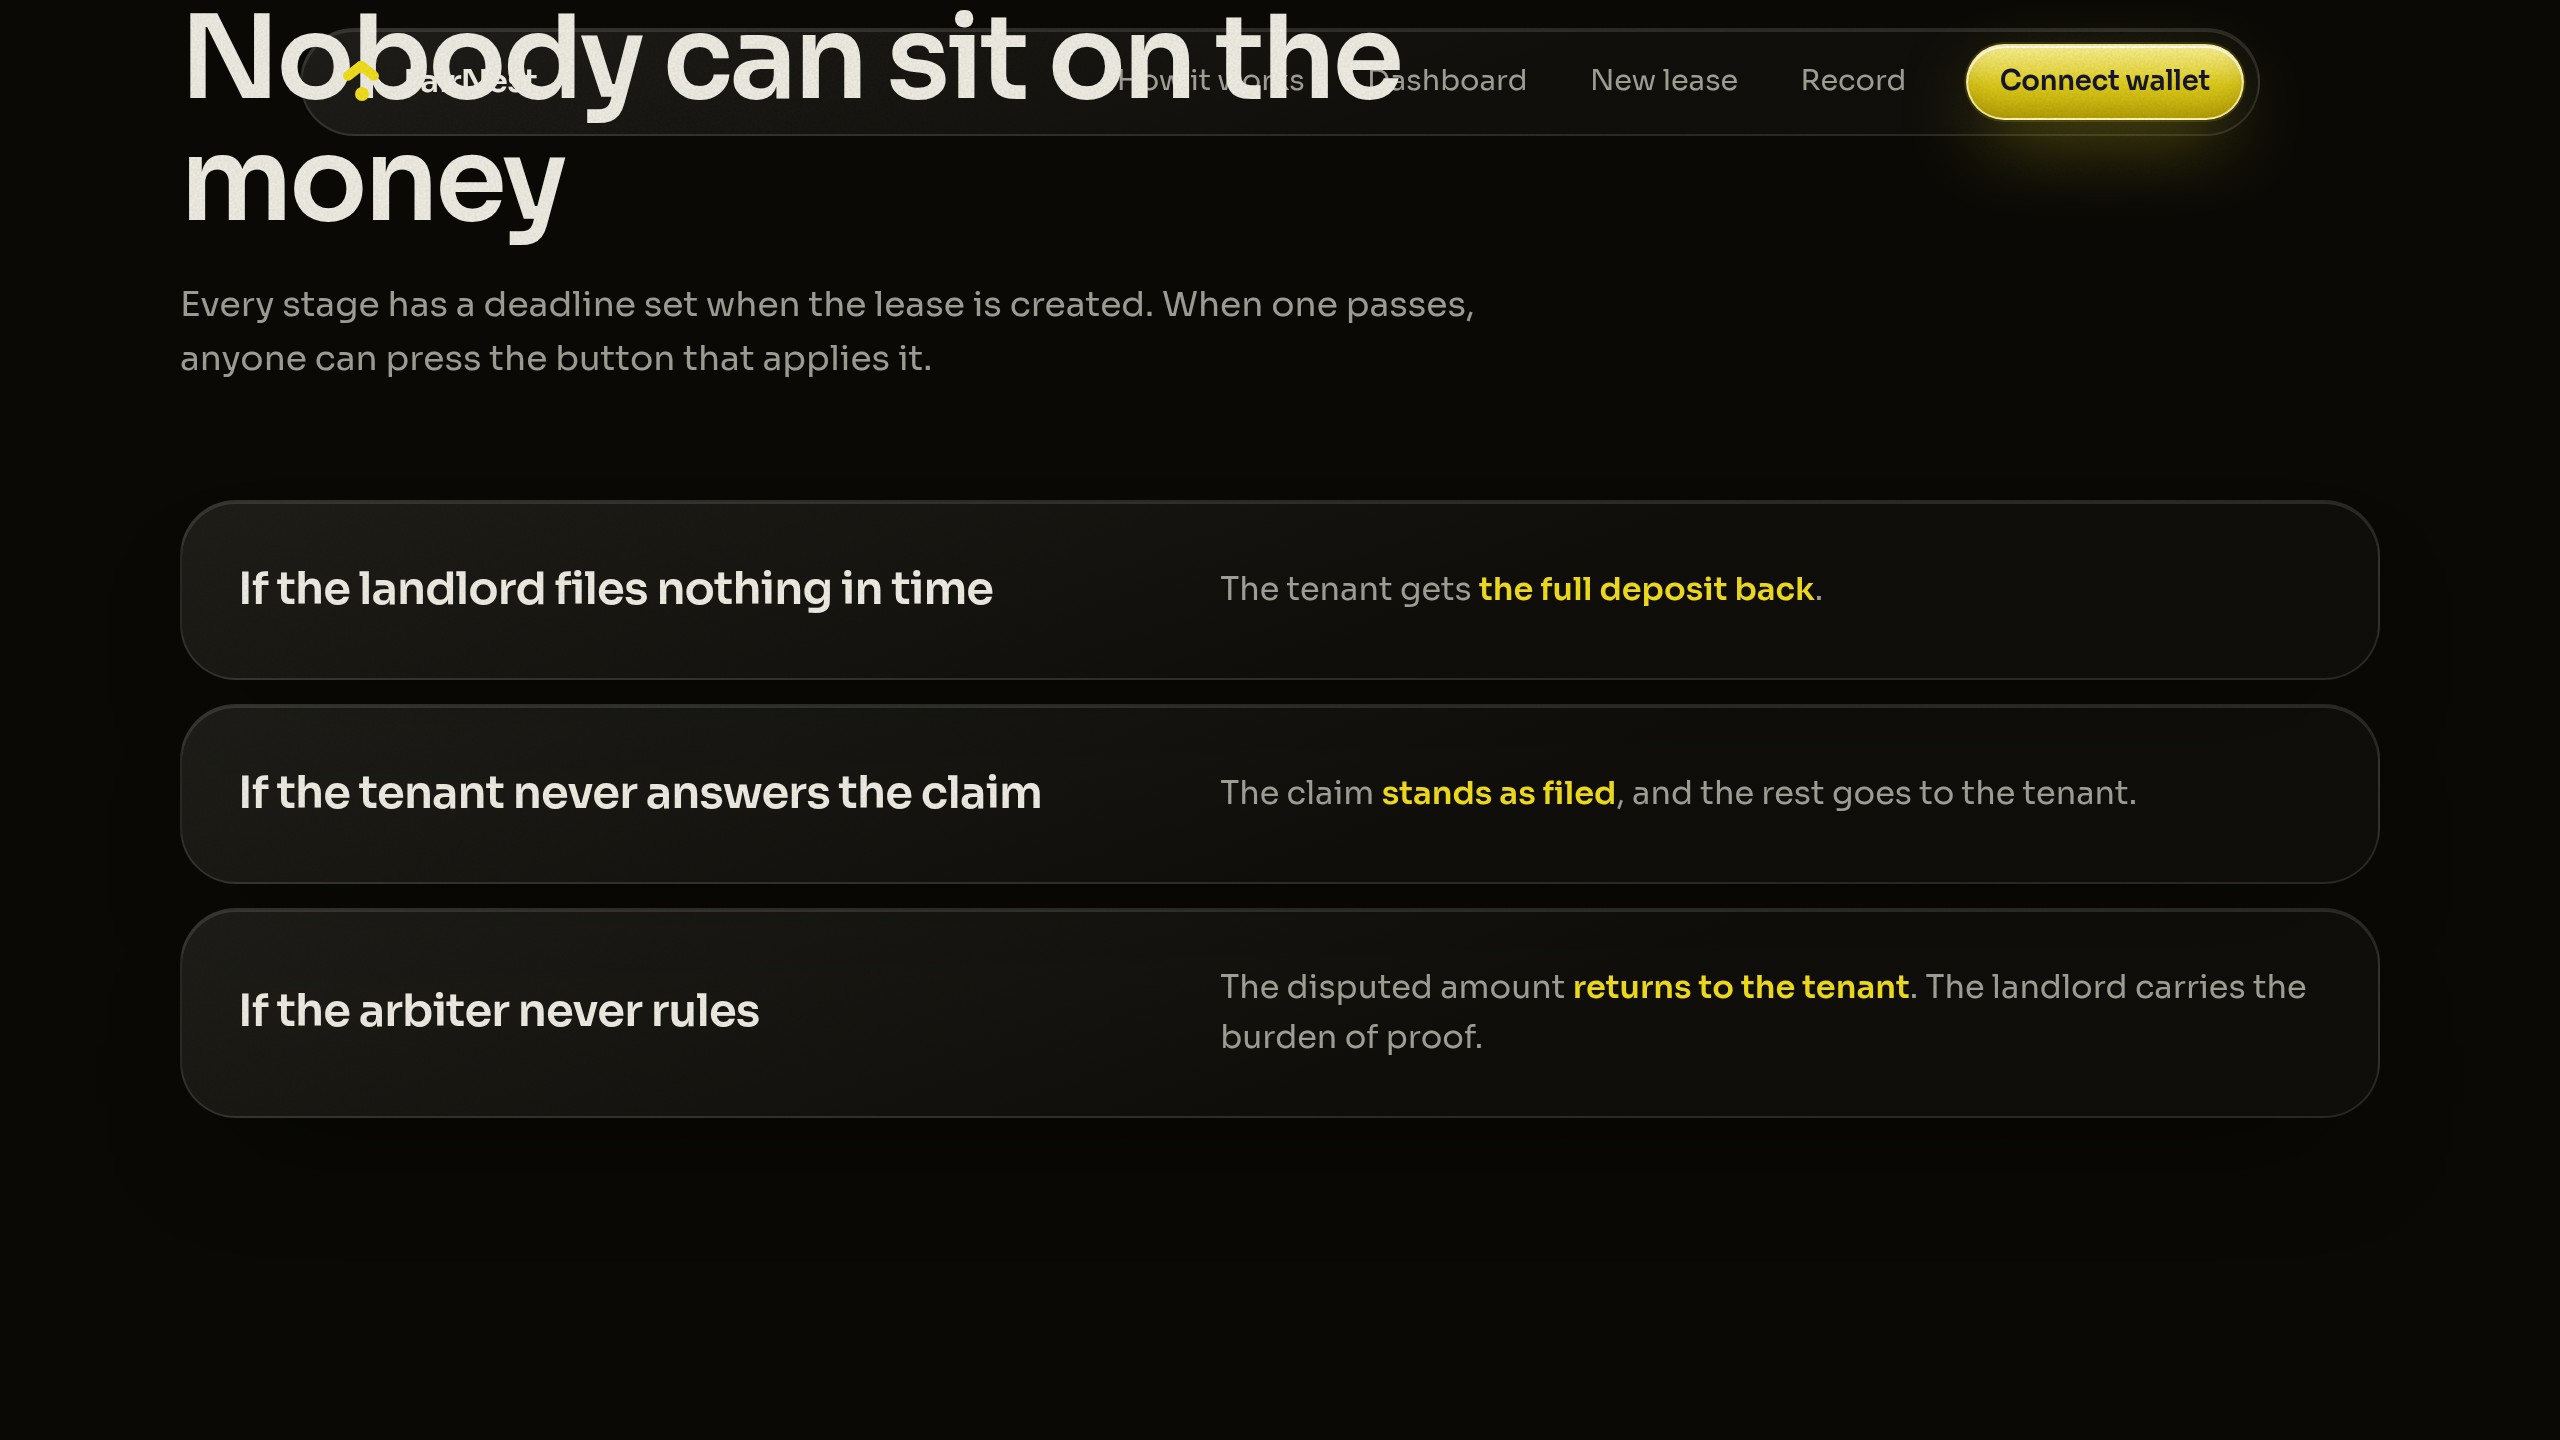 Nobody can sit on the
money
FairNest
How it works
Dashboard
New lease
Record
Connect wallet
Every stage has a deadline set when the lease is created. When one passes,
anyone can press the button that applies it.
If the landlord files nothing in time
The tenant gets the full deposit back.
If the tenant never answers the claim
The claim stands as filed, and the rest goes to the tenant.
If the arbiter never rules
The disputed amount returns to the tenant. The landlord carries the
burden of proof.